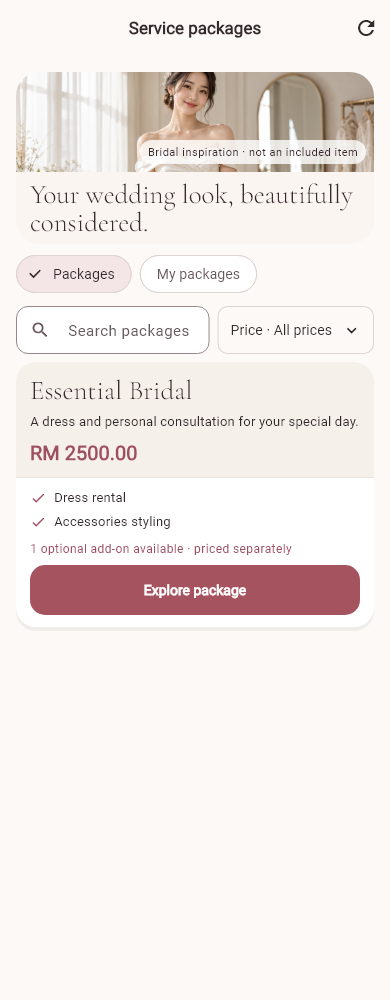 Service packages
Bridal inspiration · not an included item
Your wedding look, beautifully
considered.
Packages
My packages
Search packages
Price · All prices
Essential Bridal
A dress and personal consultation for your special day.
RM 2500.00
Dress rental
Accessories styling
1 optional add-on available · priced separately
Explore package